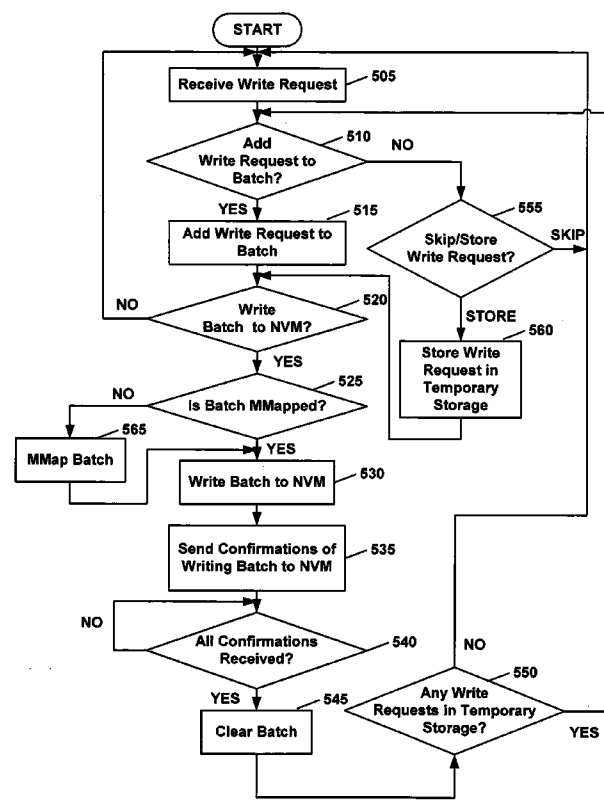 START
Receive Write Request
505
Add
Write Request to
Batch?
510
NO
YES
515
Add Write Request to
Batch
555
Skip/Store
Write Request?
SKIP
STORE
NO
Write
Batch to NVM?
520
YES
560
Store Write
Request in
Temporary
Storage
525
NO
Is Batch MMapped?
YES
565
MMap Batch
Write Batch to NVM
530
Send Confirmations of
Writing Batch to NVM
535
NO
All Confirmations
Received?
540
YES
545
Clear Batch
NO
550
Any Write
Requests in Temporary
Storage?
YES